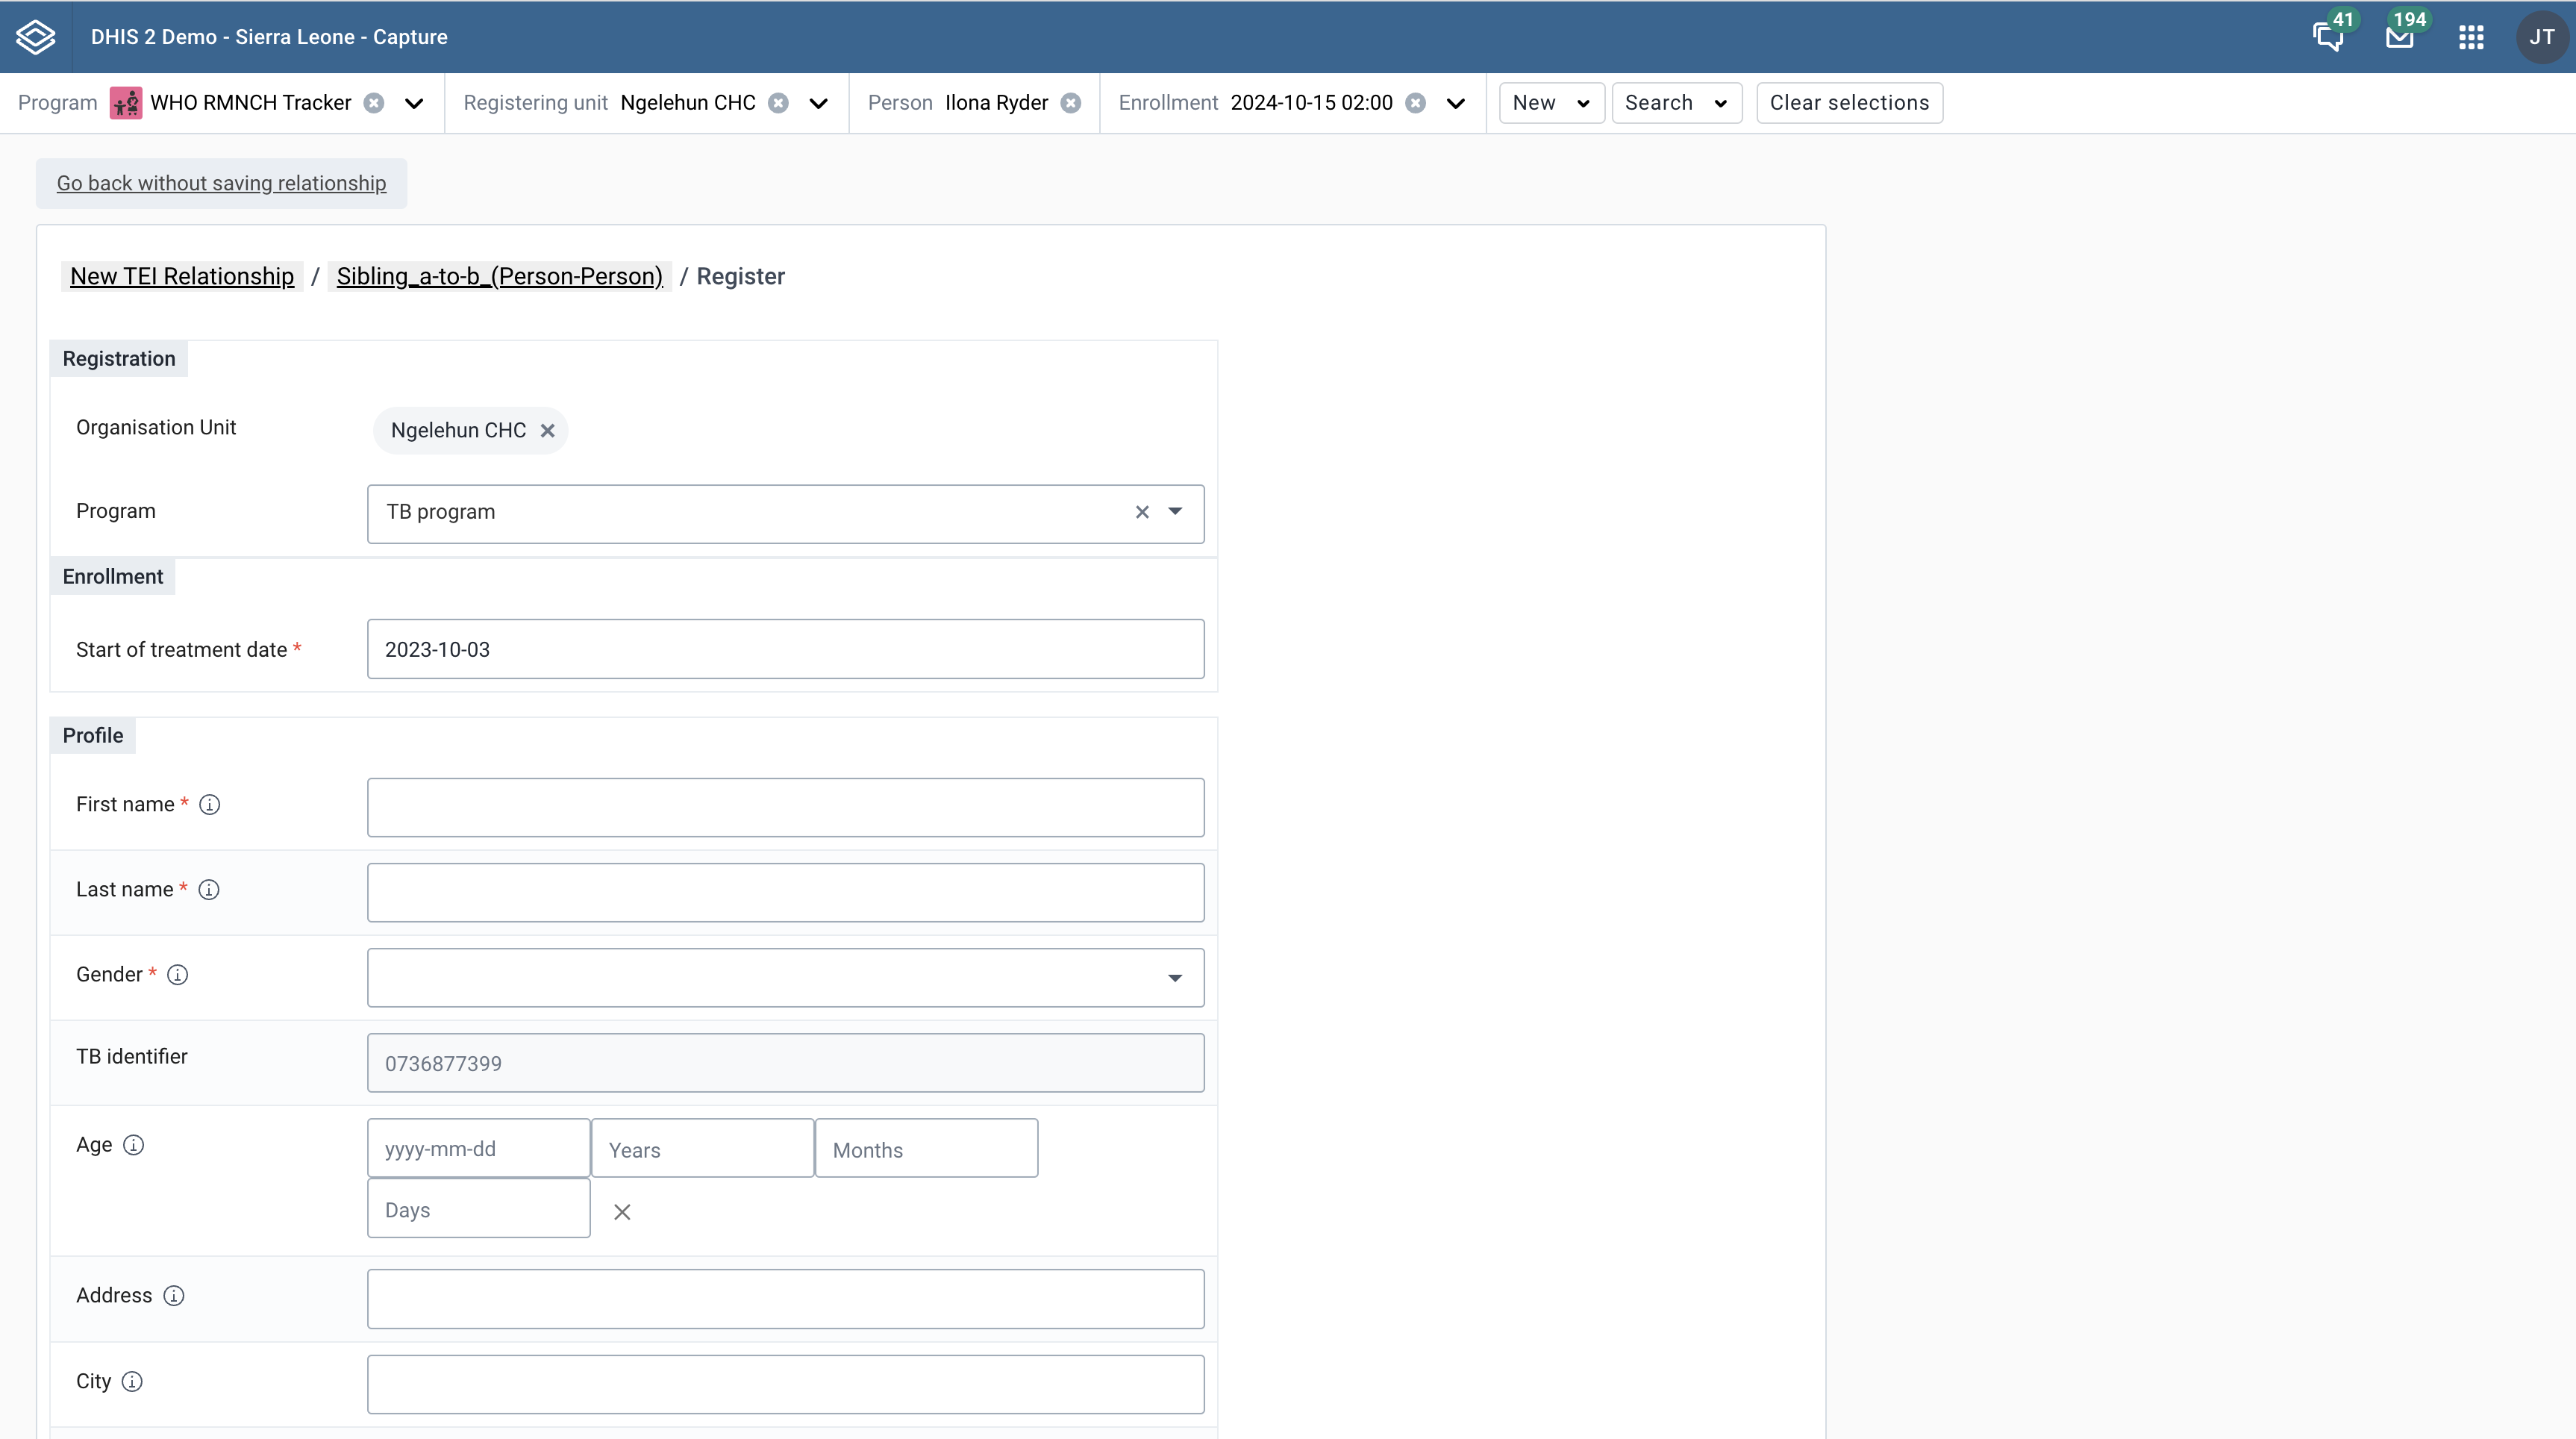 DHIS 2 Demo - Sierra Leone - Capture 41 194 JT
Program WHO RMNCH Tracker Registering unit Ngelehun CHC Person Ilona Ryder Enrollment 2024-10-15 02:00 New Search Clear selections
Go back without saving relationship
New TEI Relationship / Sibling_a-to-b_(Person-Person) / Register
Registration
Organisation Unit Ngelehun CHC
Program TB program
Enrollment
Start of treatment date * 2023-10-03
Profile
First name *
Last name *
Gender *
TB identifier 0736877399
Age yyyy-mm-dd Years Months
Days
Address
City